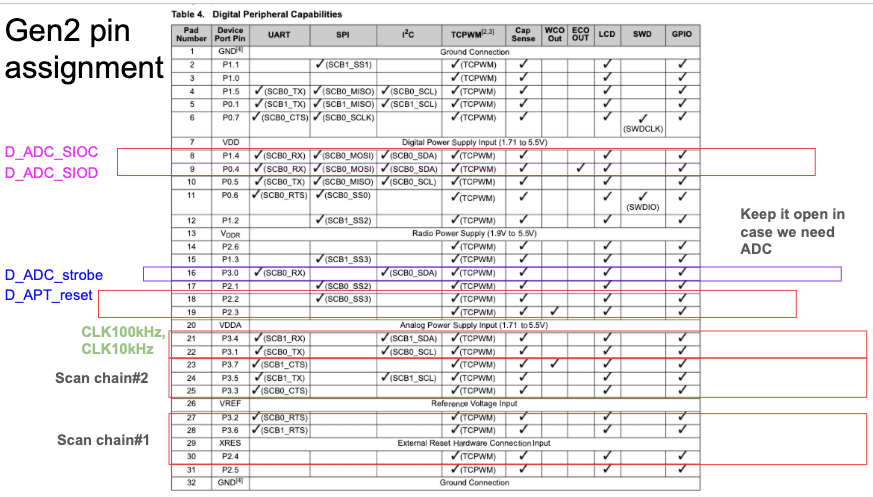 Table 4. Digital Peripheral Capabilities
Gen2 pin
assignment
Pad Number Device Port Pin UART SPI I²C TCPWM[2,3] Cap Sense WCO Out ECO OUT LCD SWD GPIO
1 GND[4] Ground Connection
2 P1.1 ✓(SCB1_SS1) ✓(TCPWM) ✓ ✓ ✓
3 P1.0 ✓(TCPWM) ✓ ✓ ✓
4 P1.5 ✓(SCB0_TX) ✓(SCB0_MISO) ✓(SCB0_SCL) ✓(TCPWM) ✓ ✓ ✓
5 P0.1 ✓(SCB1_TX) ✓(SCB1_MISO) ✓(SCB1_SCL) ✓(TCPWM) ✓ ✓ ✓
6 P0.7 ✓(SCB0_CTS) ✓(SCB0_SCLK) ✓(TCPWM) ✓ ✓ ✓ (SWDCLK) ✓
7 VDD Digital Power Supply Input (1.71 to 5.5V)
8 P1.4 ✓(SCB0_RX) ✓(SCB0_MOSI) ✓(SCB0_SDA) ✓(TCPWM) ✓ ✓ ✓
9 P0.4 ✓(SCB0_RX) ✓(SCB0_MOSI) ✓(SCB0_SDA) ✓(TCPWM) ✓ ✓ ✓ ✓
10 P0.5 ✓(SCB0_TX) ✓(SCB0_MISO) ✓(SCB0_SCL) ✓(TCPWM) ✓ ✓ ✓
11 P0.6 ✓(SCB0_RTS) ✓(SCB0_SS0) ✓(TCPWM) ✓ ✓ ✓ (SWDIO) ✓
12 P1.2 ✓(SCB1_SS2) ✓(TCPWM) ✓ ✓ ✓
13 VDDR Radio Power Supply (1.9V to 5.5V)
14 P2.6 ✓(TCPWM) ✓ ✓ ✓
15 P1.3 ✓(SCB1_SS3) ✓(TCPWM) ✓ ✓ ✓
16 P3.0 ✓(SCB0_RX) ✓(SCB0_SDA) ✓(TCPWM) ✓ ✓ ✓
17 P2.1 ✓(SCB0_SS2) ✓(TCPWM) ✓ ✓ ✓
18 P2.2 ✓(SCB0_SS3) ✓(TCPWM) ✓ ✓ ✓
19 P2.3 ✓(TCPWM) ✓ ✓ ✓ ✓
20 VDDA Analog Power Supply Input (1.71 to 5.5V)
21 P3.4 ✓(SCB1_RX) ✓(SCB1_SDA) ✓(TCPWM) ✓ ✓ ✓
22 P3.1 ✓(SCB0_TX) ✓(SCB0_SCL) ✓(TCPWM) ✓ ✓ ✓
23 P3.7 ✓(SCB1_CTS) ✓(TCPWM) ✓ ✓ ✓ ✓
24 P3.5 ✓(SCB1_TX) ✓(SCB1_SCL) ✓(TCPWM) ✓ ✓ ✓
25 P3.3 ✓(SCB0_CTS) ✓(TCPWM) ✓ ✓ ✓
26 VREF Reference Voltage Input
27 P3.2 ✓(SCB0_RTS) ✓(TCPWM) ✓ ✓ ✓
28 P3.6 ✓(SCB1_RTS) ✓(TCPWM) ✓ ✓ ✓
29 XRES External Reset Hardware Connection Input
30 P2.4 ✓(TCPWM) ✓ ✓ ✓
31 P2.5 ✓(TCPWM) ✓ ✓ ✓
32 GND[4] Ground Connection
D_ADC_SIOC
D_ADC_SIOD
D_ADC_strobe
D_APT_reset
CLK100kHz,
CLK10kHz
Scan chain#2
Scan chain#1
Keep it open in
case we need
ADC